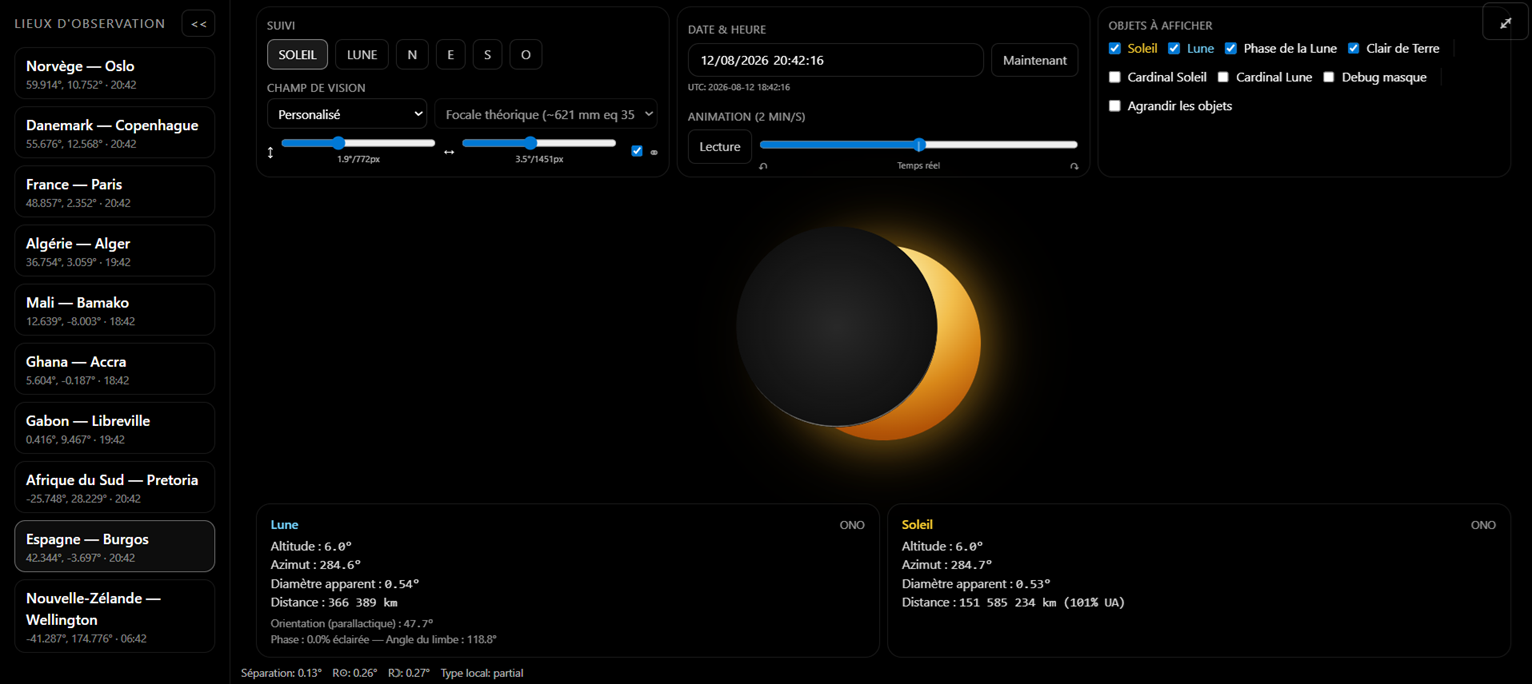 LIEUX D'OBSERVATION
<<
Norvège — Oslo
59.914°, 10.752° · 20:42
Danemark — Copenhague
55.676°, 12.568° · 20:42
France — Paris
48.857°, 2.352° · 20:42
Algérie — Alger
36.754°, 3.059° · 19:42
Mali — Bamako
12.639°, -8.003° · 18:42
Ghana — Accra
5.604°, -0.187° · 18:42
Gabon — Libreville
0.416°, 9.467° · 19:42
Afrique du Sud — Pretoria
-25.748°, 28.229° · 20:42
Espagne — Burgos
42.344°, -3.697° · 20:42
Nouvelle-Zélande —
Wellington
-41.287°, 174.776° · 06:42
SUIVI
SOLEIL LUNE N E S O
CHAMP DE VISION
Personalisé Focale théorique (~621 mm eq 35
1.9°/772px 3.5°/1451px
DATE & HEURE
12/08/2026 20:42:16 Maintenant
UTC: 2026-08-12 18:42:16
ANIMATION (2 MIN/S)
Lecture
Temps réel
OBJETS À AFFICHER
Soleil Lune Phase de la Lune Clair de Terre
Cardinal Soleil Cardinal Lune Debug masque
Agrandir les objets
Lune ONO
Altitude : 6.0°
Azimut : 284.6°
Diamètre apparent : 0.54°
Distance : 366 389 km
Orientation (parallactique) : 47.7°
Phase : 0.0% éclairée — Angle du limbe : 118.8°
Soleil ONO
Altitude : 6.0°
Azimut : 284.7°
Diamètre apparent : 0.53°
Distance : 151 585 234 km (101% UA)
Séparation: 0.13° R⊙: 0.26° R☽: 0.27° Type local: partial